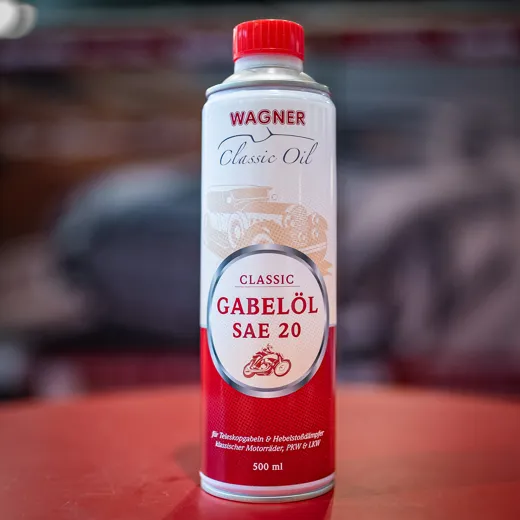 WAGNER
Classic Oil
CLASSIC
GABELÖL
SAE 20
für Teleskopgabeln & Hebelstoßdämpfer
klassischer Motorräder, PKW & LKW
500 ml